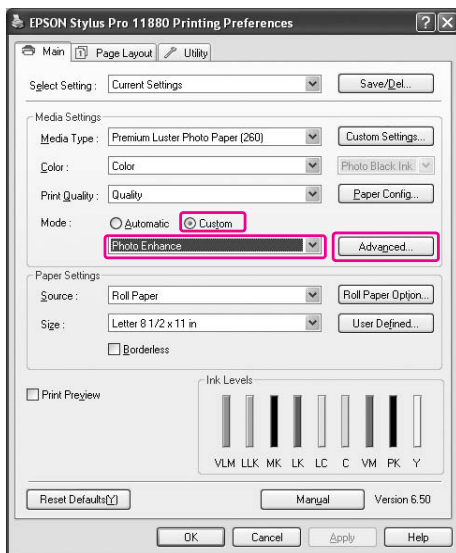 EPSON Stylus Pro 11880 Printing Preferences
Main Page Layout Utility
Select Setting : Current Settings Save/Del...
Media Settings
Media Type : Premium Luster Photo Paper (260) Custom Settings...
Color : Color Photo Black Ink
Print Quality : Quality Paper Config...
Mode : Automatic Custom
Photo Enhance Advanced...
Paper Settings
Source : Roll Paper Roll Paper Option...
Size : Letter 8 1/2 x 11 in User Defined...
Borderless
Print Preview
Ink Levels
VLM LLK MK LK LC C VM PK Y
Reset Defaults(Y) Manual Version 6.50
OK Cancel Apply Help